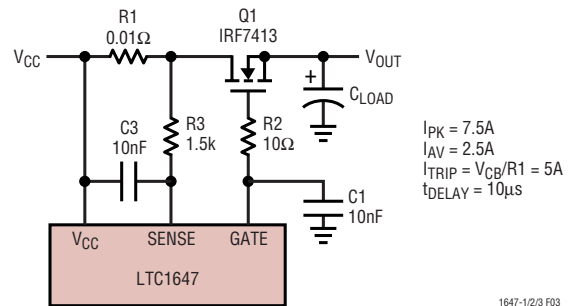 R1
0.01Ω
Q1
IRF7413
VCC
VOUT
+
CLOAD
R3
1.5k
R2
10Ω
C3
10nF
C1
10nF
IPK = 7.5A
IAV = 2.5A
ITRIP = VCB/R1 = 5A
tDELAY = 10μs
VCC SENSE GATE
LTC1647
1647-1/2/3 F03